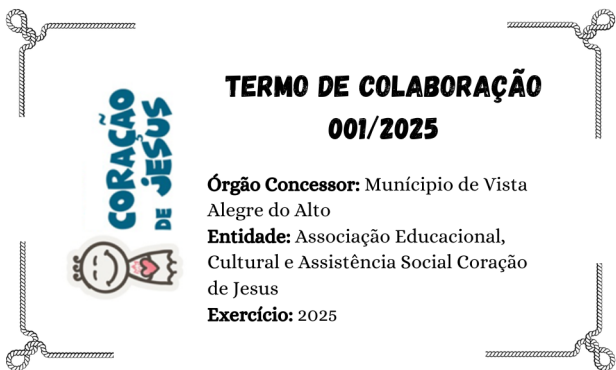 CORAÇÃO
DE JESUS
TERMO DE COLABORAÇÃO
001/2025
Órgão Concessor: Munícipio de Vista
Alegre do Alto
Entidade: Associação Educacional,
Cultural e Assistência Social Coração
de Jesus
Exercício: 2025